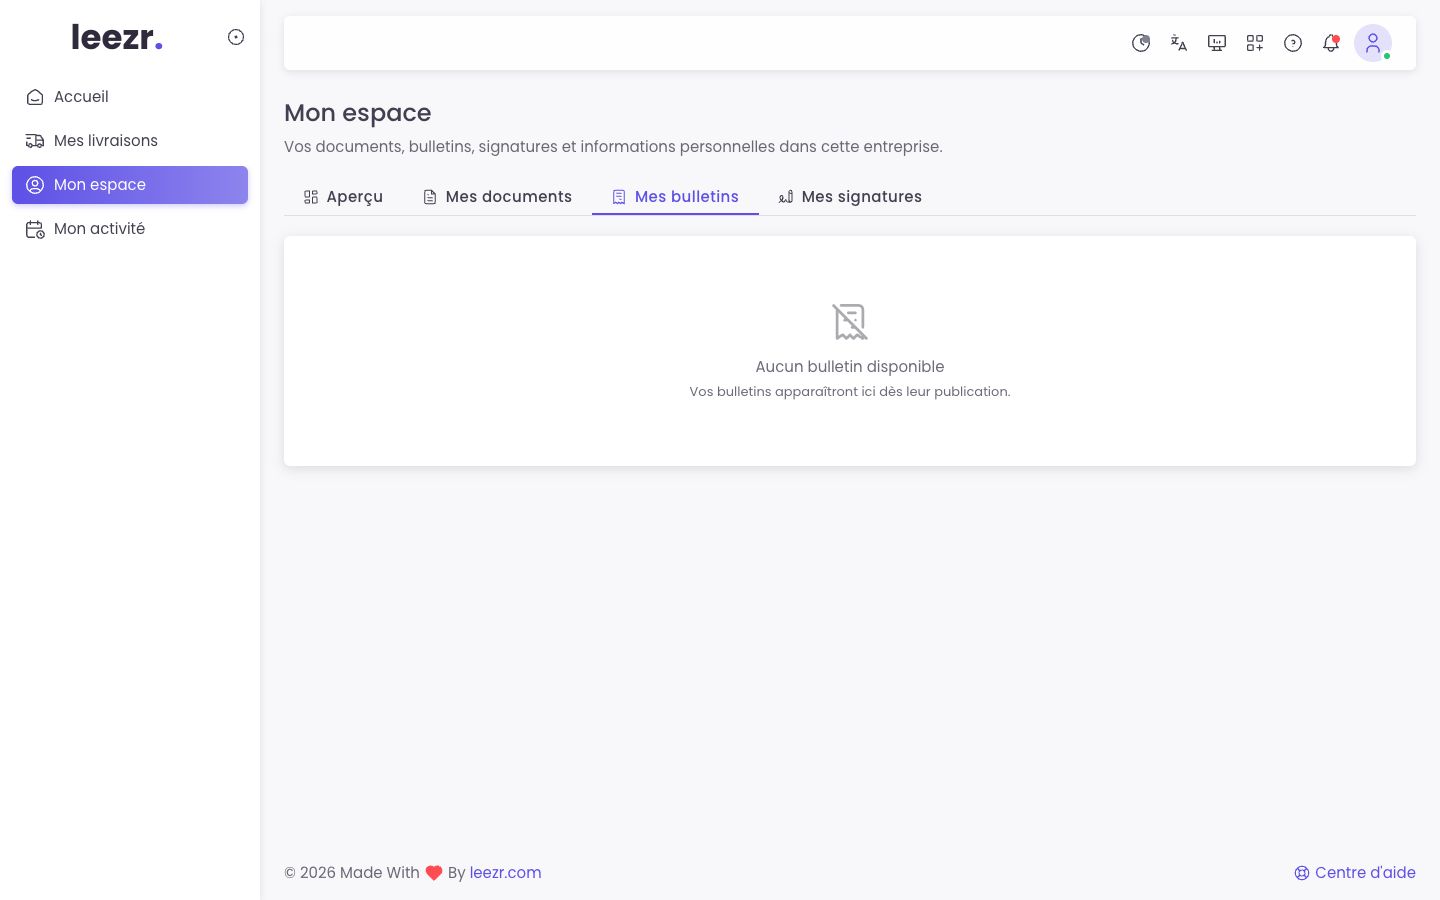 leezr.
Accueil
Mes livraisons
Mon espace
Mon activité
Mon espace
Vos documents, bulletins, signatures et informations personnelles dans cette entreprise.
Aperçu
Mes documents
Mes bulletins
Mes signatures
Aucun bulletin disponible
Vos bulletins apparaîtront ici dès leur publication.
© 2026 Made With By leezr.com
Centre d'aide